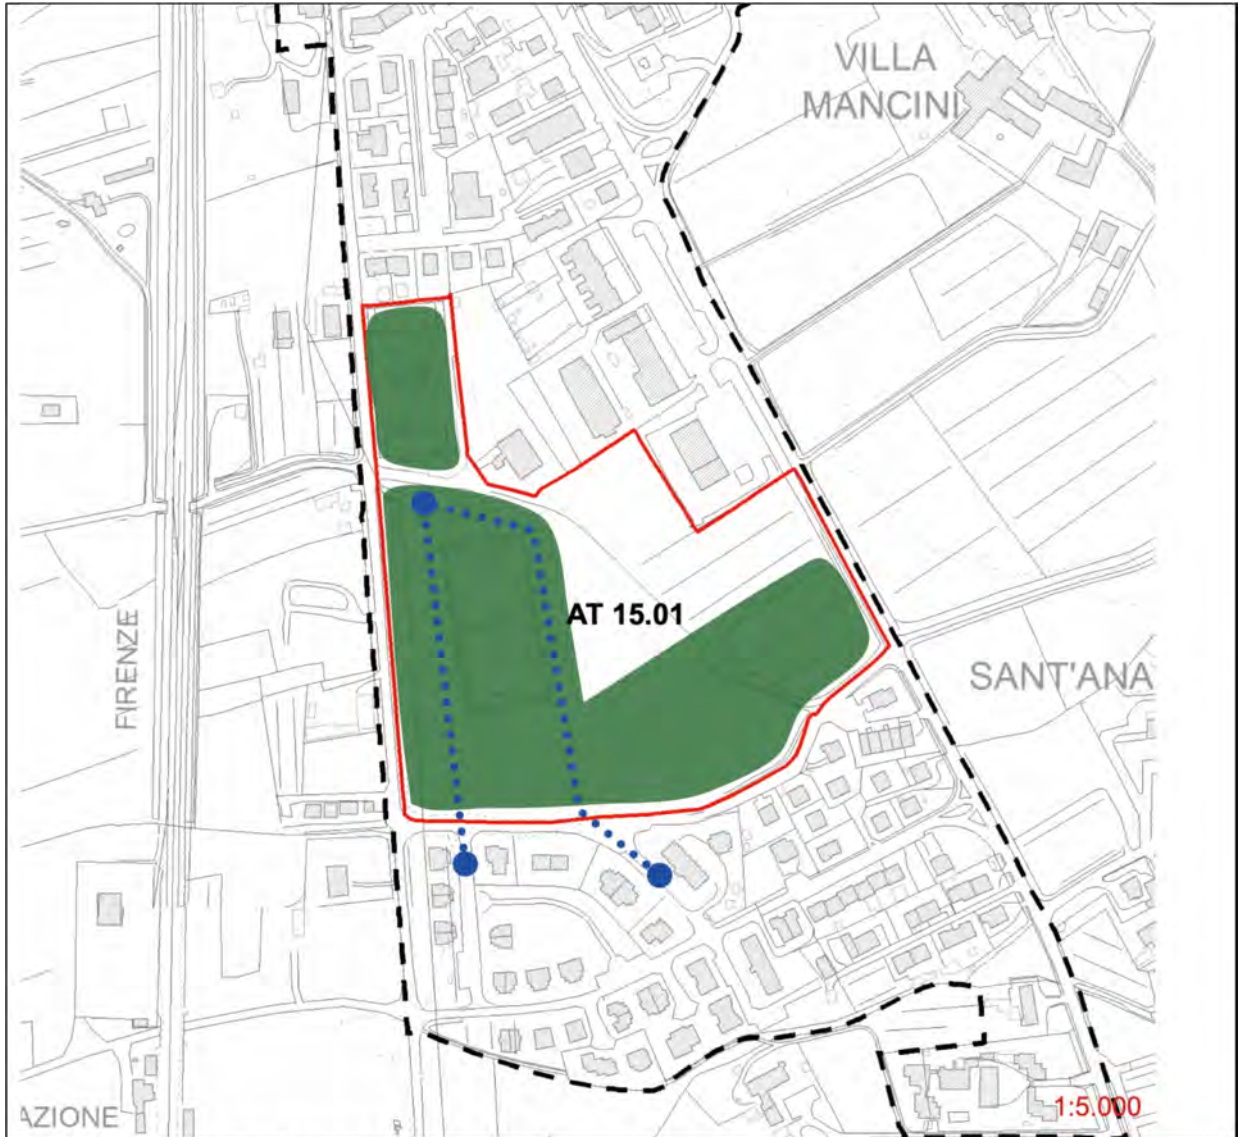 VILLA
MANCINI
AT 15.01
FIRENZE
SANT'ANA
AZIONE
1:5.000